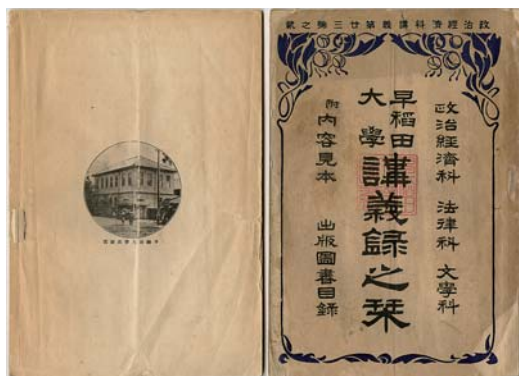 政治經濟科講義第廿三號之貳
政治經濟科 法律科 文學科
早稻田大學講義錄之栞
附内容見本 出版圖書目錄